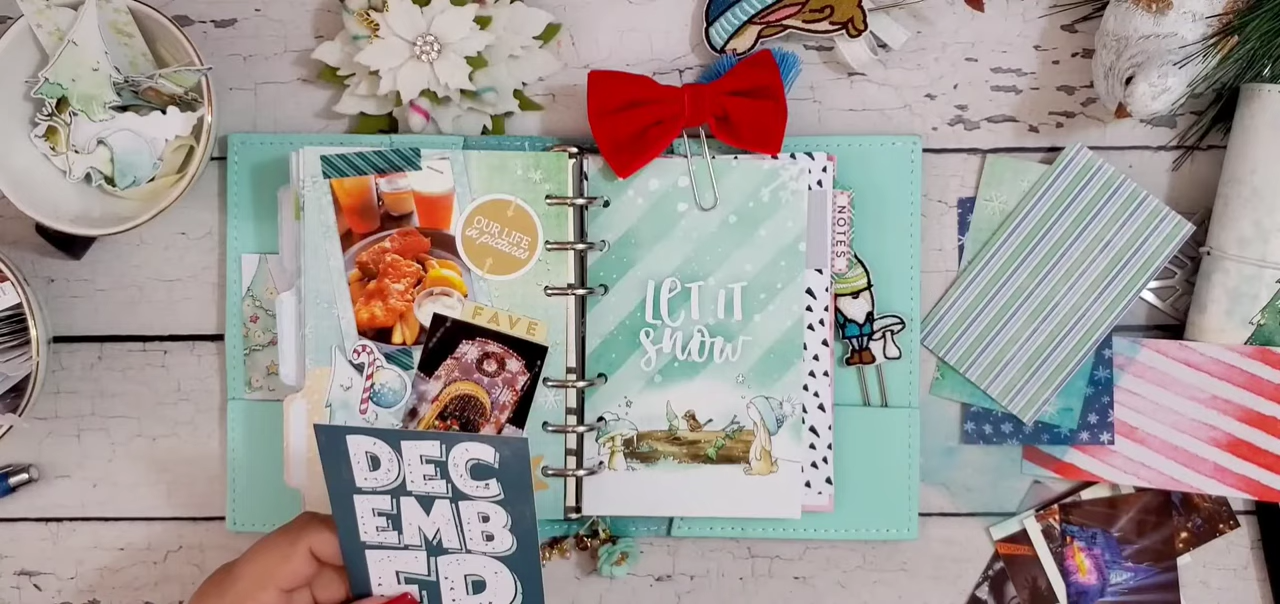 OUR LIFE
in pictures
FAVE
DEC
EMB
ER
LET IT
snow
NOTES